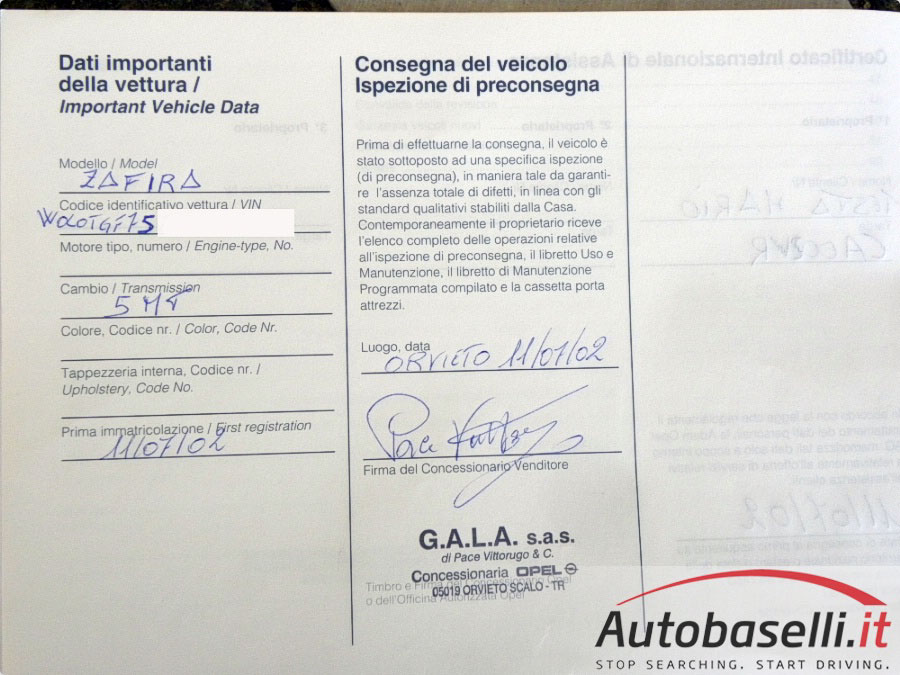 Dati importanti
della vettura /
Important Vehicle Data
Modello / Model
ZAFIRA
Codice identificativo vettura / VIN
W0L0TGF75
Motore tipo, numero / Engine-type, No.
Cambio / Transmission
5 MT
Colore, Codice nr. / Color, Code Nr.
Tappezzeria interna, Codice nr. /
Upholstery, Code No.
Prima immatricolazione / First registration
11/07/02
Consegna del veicolo
Ispezione di preconsegna
Prima di effettuarne la consegna, il veicolo è
stato sottoposto ad una specifica ispezione
(di preconsegna), in maniera tale da garanti-
re l'assenza totale di difetti, in linea con gli
standard qualitativi stabiliti dalla Casa.
Contemporaneamente il proprietario riceve
l'elenco completo delle operazioni relative
all'ispezione di preconsegna, il libretto Uso e
Manutenzione, il libretto di Manutenzione
Programmata compilato e la cassetta porta
attrezzi.
Luogo, data
ORVIETO 11/07/02
Pace
Firma del Concessionario Venditore
G.A.L.A. s.a.s.
di Pace Vittorugo & C.
Concessionaria OPEL
Timbro e Firma del Concessionario Opel
05019 ORVIETO SCALO - TR
o dell'Officina Autorizzata Opel
Autobaselli.it
STOP SEARCHING. START DRIVING.